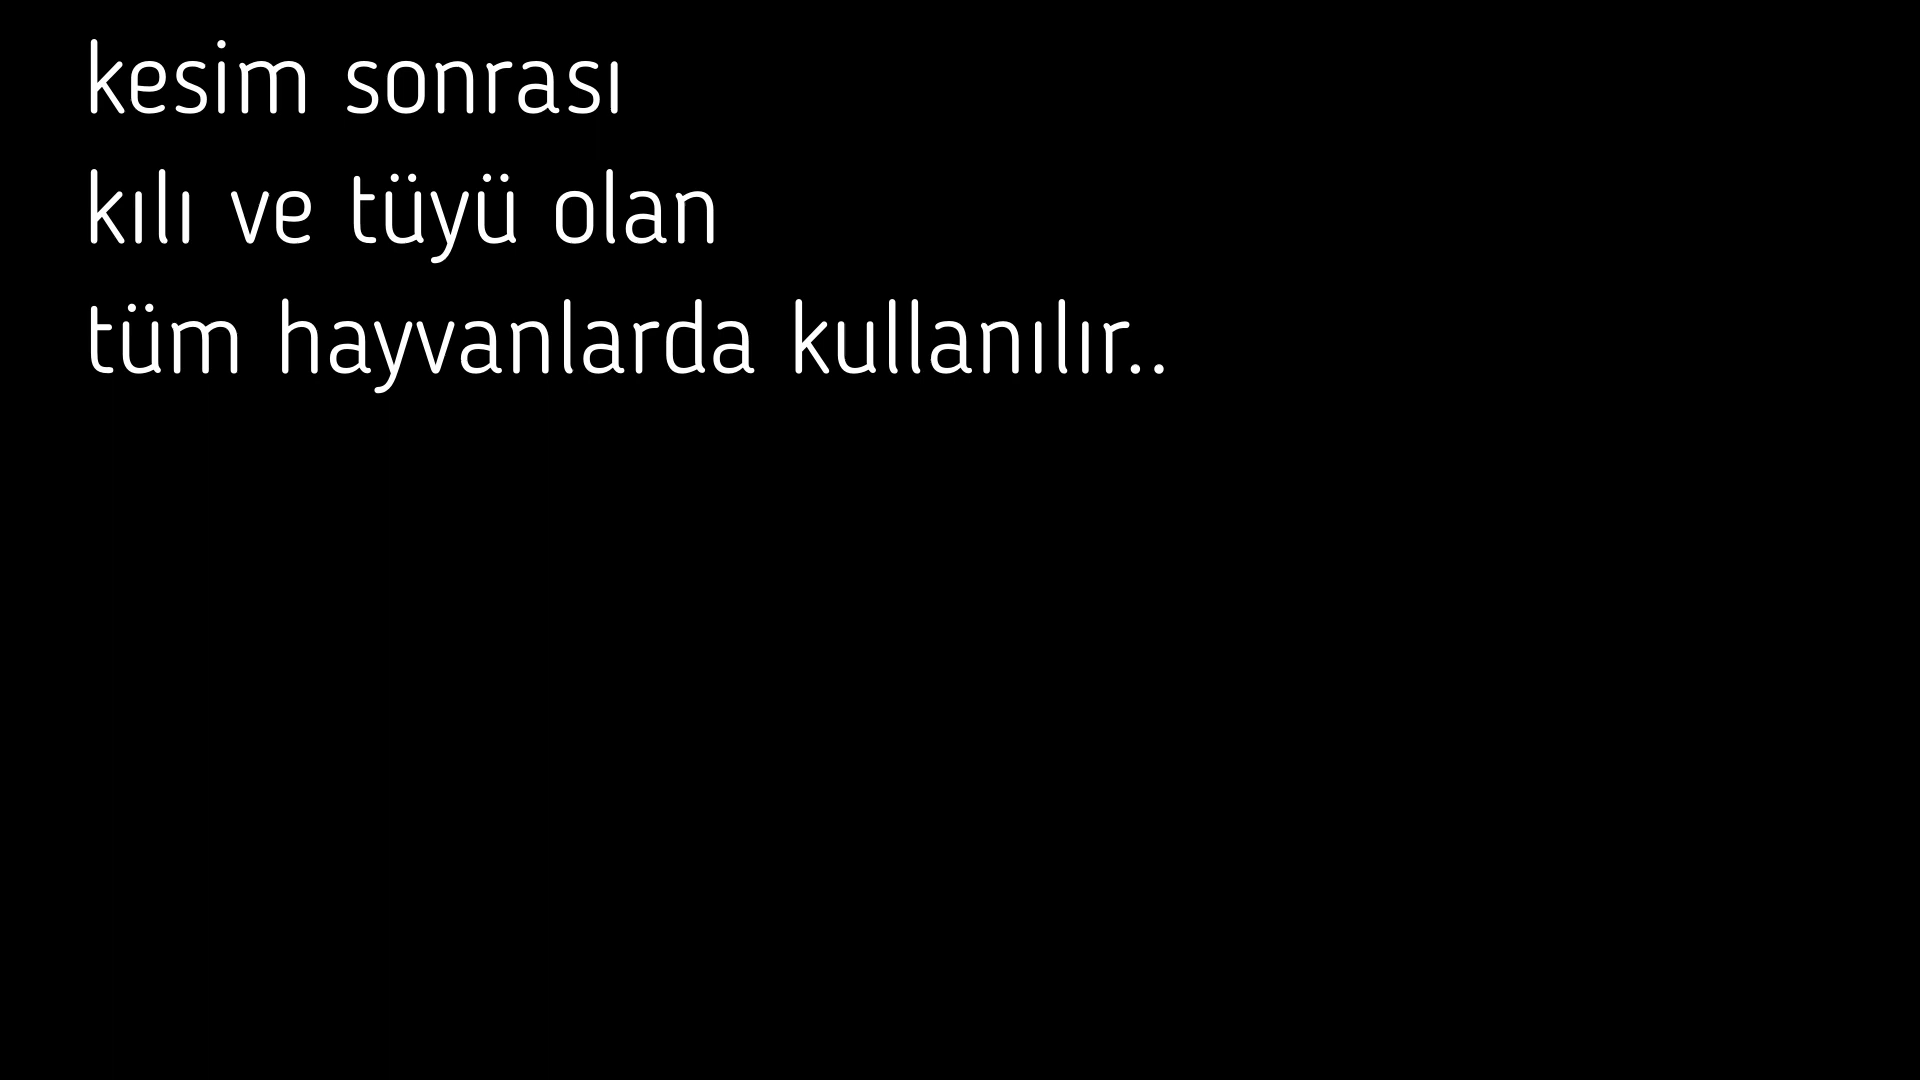 kesim sonrası
kılı ve tüyü olan
tüm hayvanlarda kullanılır..